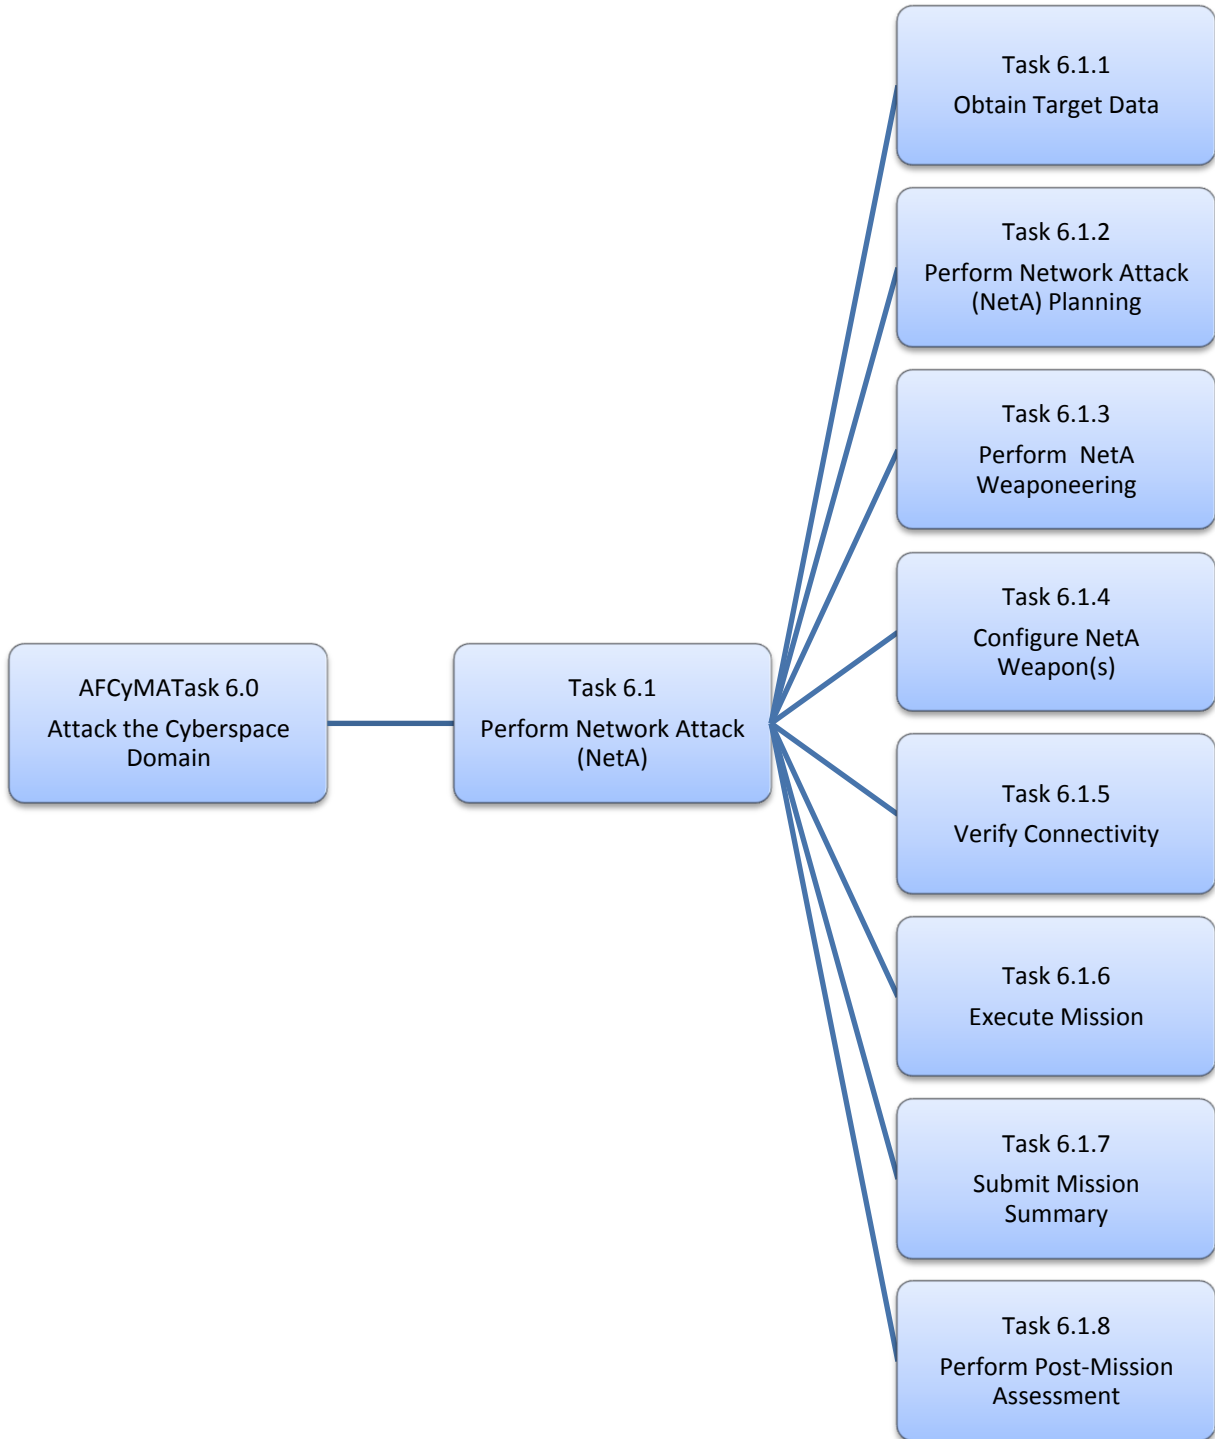 Task 6.1.1
Obtain Target Data
Task 6.1.2
Perform Network Attack
(NetA) Planning
Task 6.1.3
Perform  NetA
Weaponeering
Task 6.1.4
Configure NetA
Weapon(s)
AFCyMATask 6.0
Attack the Cyberspace
Domain
Task 6.1
Perform Network Attack
(NetA)
Task 6.1.5
Verify Connectivity
Task 6.1.6
Execute Mission
Task 6.1.7
Submit Mission
Summary
Task 6.1.8
Perform Post-Mission
Assessment